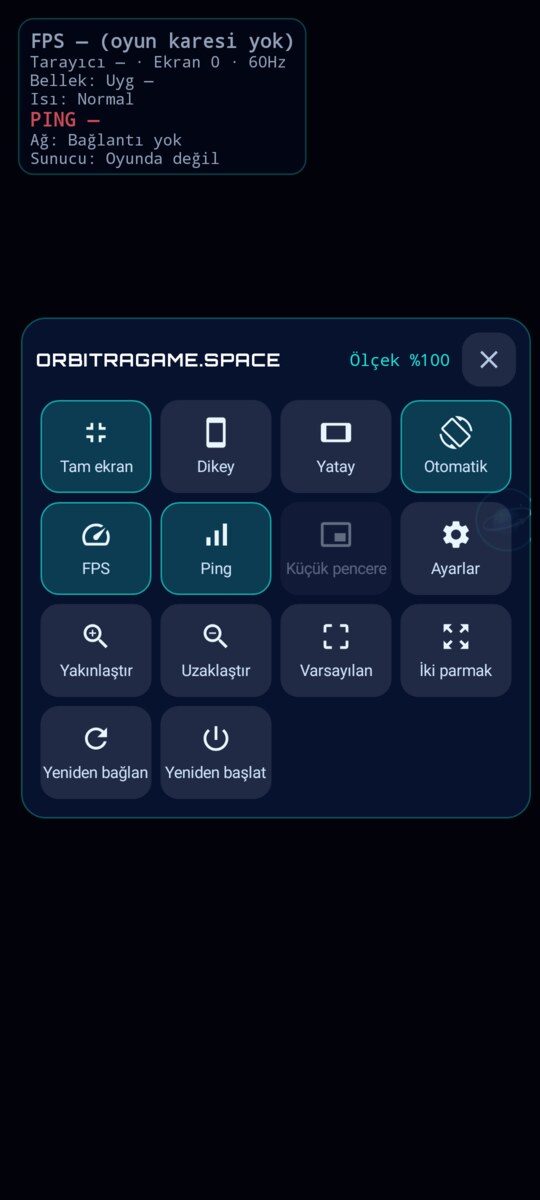 FPS — (oyun karesi yok)
Tarayıcı — · Ekran 0 · 60Hz
Bellek: Uyg —
Isı: Normal
PING —
Ağ: Bağlantı yok
Sunucu: Oyunda değil
ORBITRAGAME.SPACE
Ölçek %100
Tam ekran
Dikey
Yatay
Otomatik
FPS
Ping
Küçük pencere
Ayarlar
Yakınlaştır
Uzaklaştır
Varsayılan
İki parmak
Yeniden bağlan
Yeniden başlat